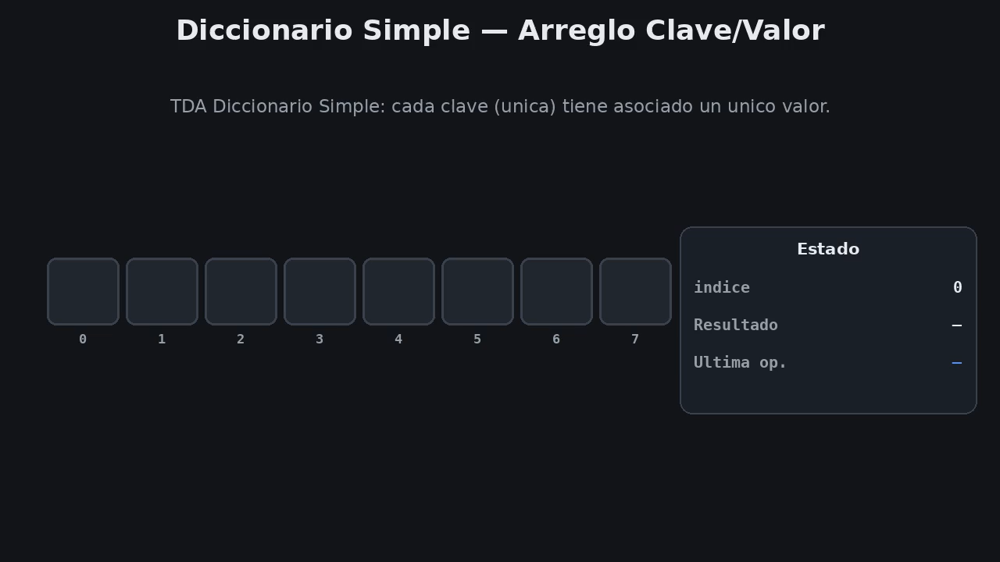 Diccionario Simple — Arreglo Clave/Valor
TDA Diccionario Simple: cada clave (unica) tiene asociado un unico valor.
0 1 2 3 4 5 6 7
Estado
indice 0
Resultado —
Ultima op. —